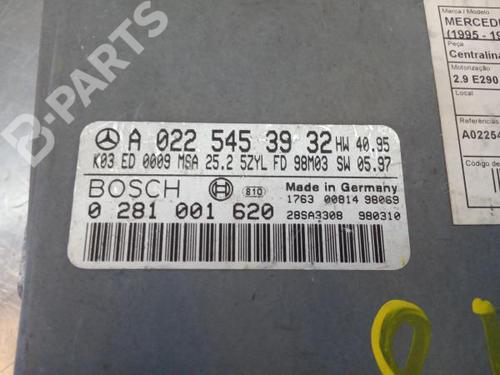 B-PARTS
A 022 545 39 32 HW 40.95
K03 ED 0009 MSA 25.2 5ZYL FD 98M03 SW 05.97
BOSCH 810 Made in Germany
1763 00814 98069
0 281 001 620 28SA3308 980310
Marca / Modelo
MERCEDE
(1995 - 19
Peça
Centralina
Motorização
2.9 E290
Local
Referências
A02254
Código de